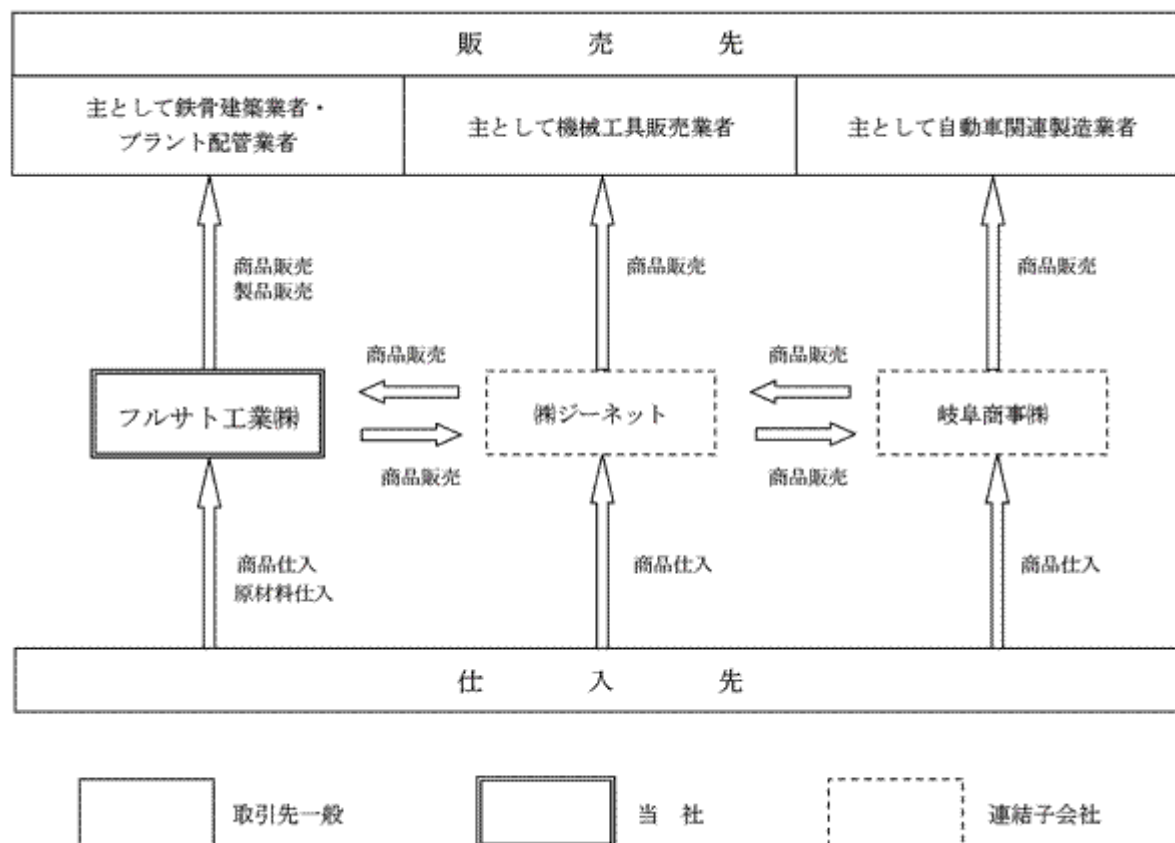 販売先
主として鉄骨建築業者・
プラント配管業者
主として機械工具販売業者
主として自動車関連製造業者
商品販売
製品販売
商品販売
商品販売
商品販売
商品販売
フルサト工業㈱
㈱ジーネット
岐阜商事㈱
商品販売
商品販売
商品仕入
原材料仕入
商品仕入
商品仕入
仕入先
取引先一般
当社
連結子会社